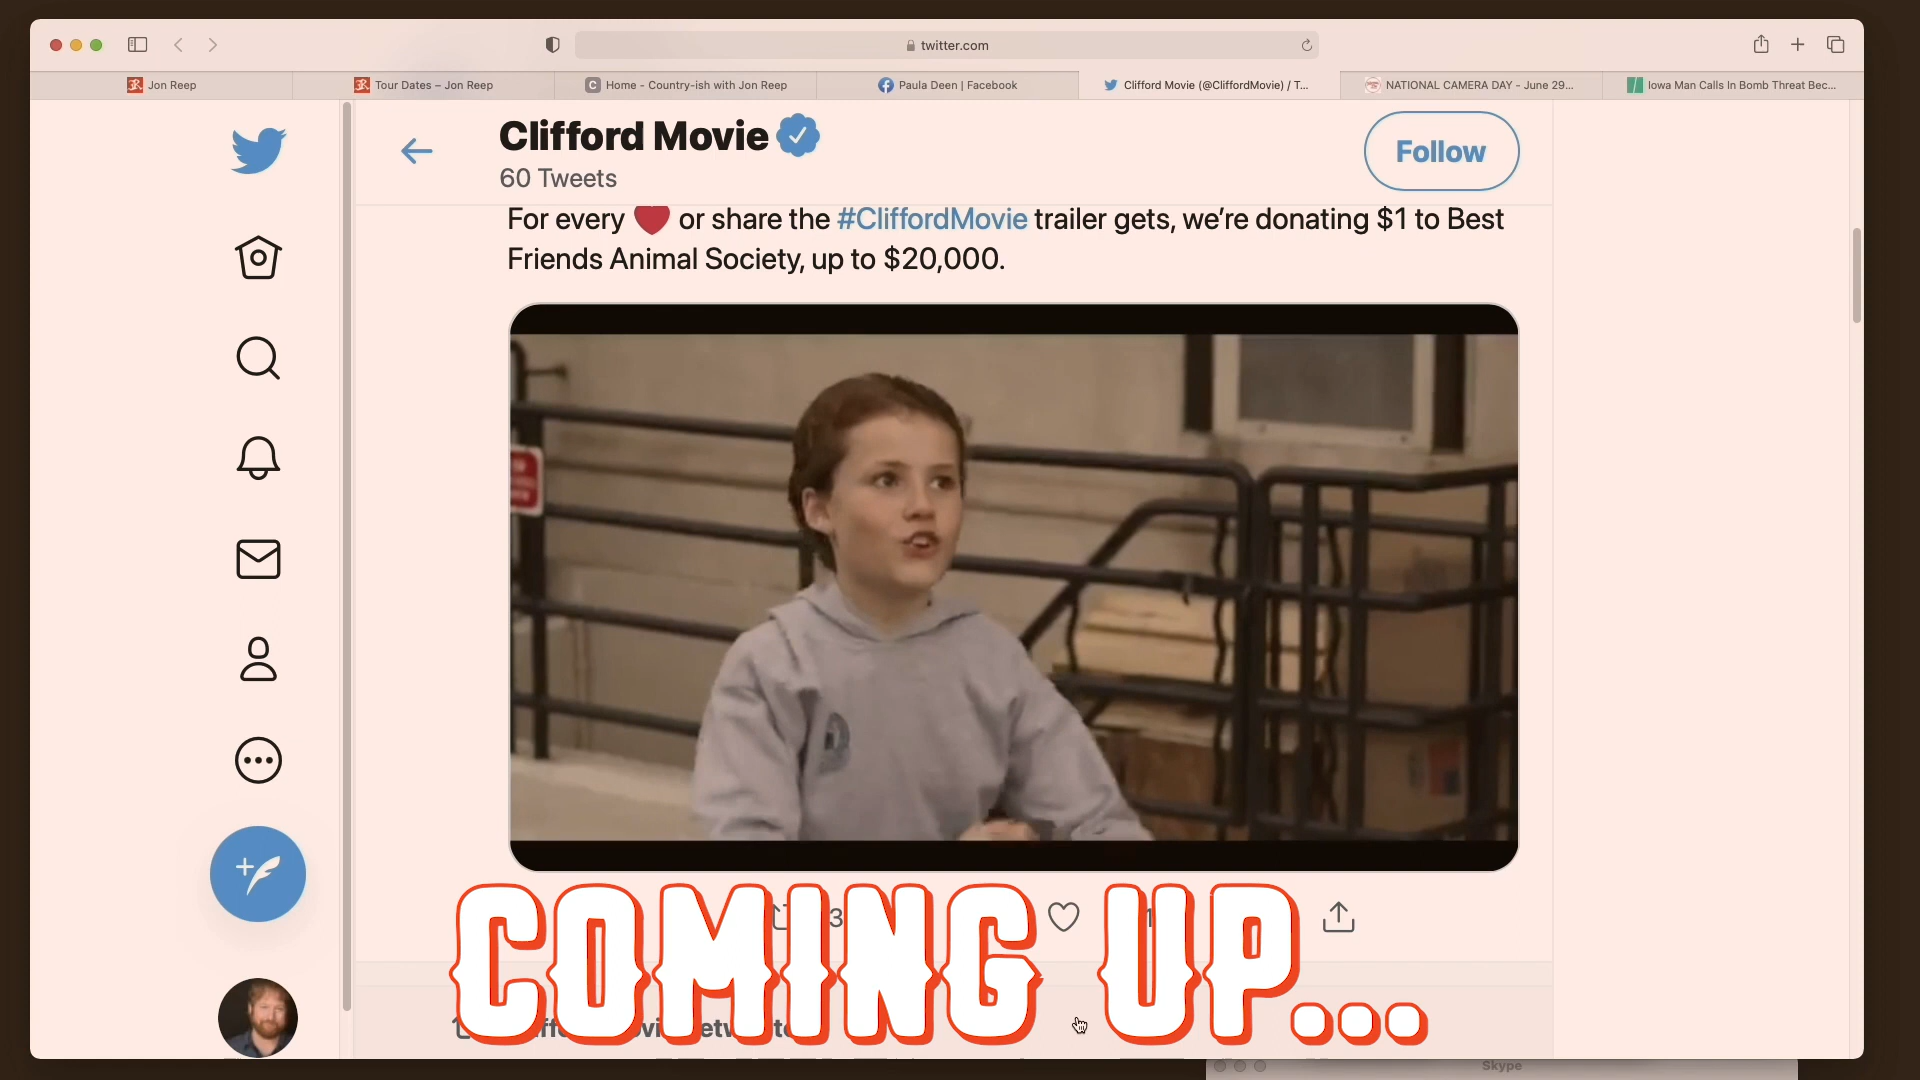 twitter.com
Jon Reep
Tour Dates – Jon Reep
Home - Country-ish with Jon Reep
Paula Deen | Facebook
Clifford Movie (@CliffordMovie) / T...
NATIONAL CAMERA DAY - June 29...
Iowa Man Calls In Bomb Threat Bec...
Clifford Movie
60 Tweets
Follow
For every ❤️ or share the #CliffordMovie trailer gets, we’re donating $1 to Best
Friends Animal Society, up to $20,000.
COMING UP...
Skype